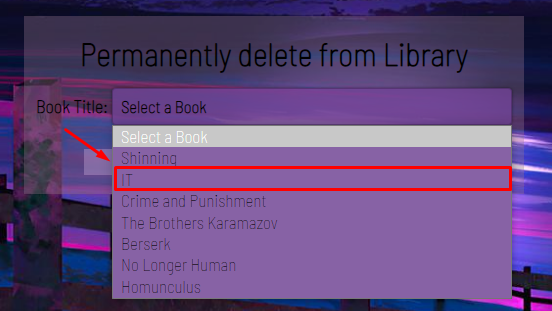 Permanently delete from Library
Book Title: Select a Book
Select a Book
Shinning
IT
Crime and Punishment
The Brothers Karamazov
Berserk
No Longer Human
Homunculus